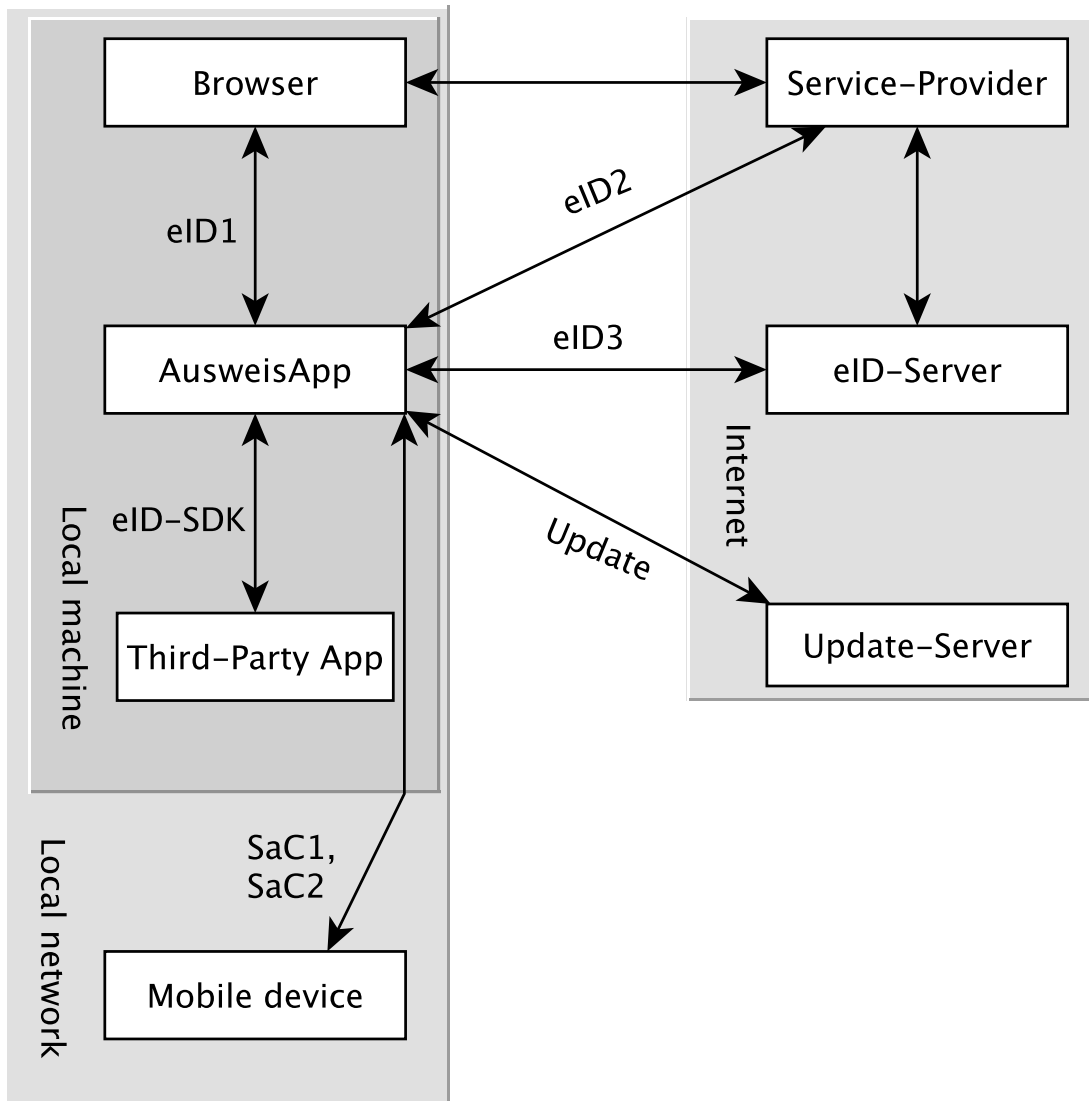 Browser
Service-Provider
eID2
eID1
eID3
AusweisApp
eID-Server
Internet
eID-SDK
Update
Local machine
Third-Party App
Update-Server
SaC1,
SaC2
Local network
Mobile device